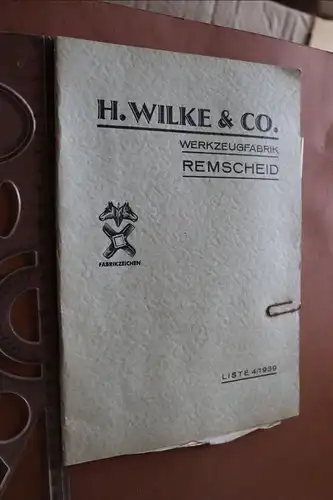 H. WILKE & CO.
WERKZEUGFABRIK
REMSCHEID
FABRIKZEICHEN
LISTE 4/1939